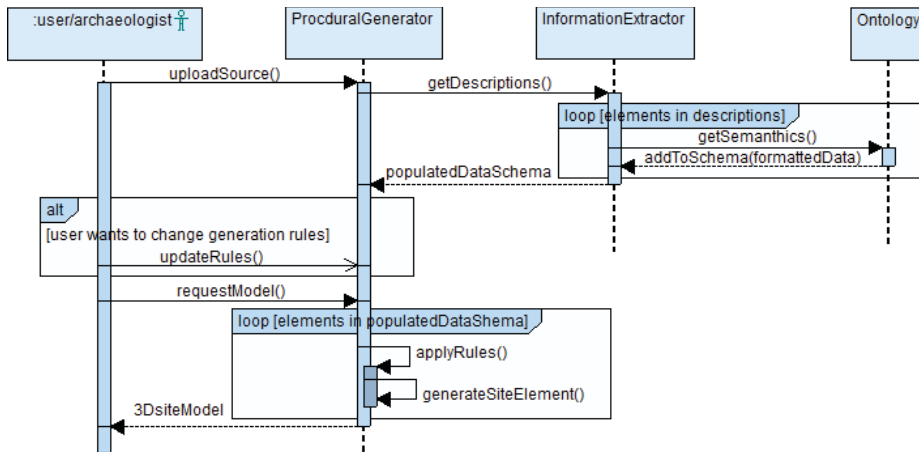 :user/archaeologist
ProcduralGenerator
InformationExtractor
Ontology
uploadSource()
getDescriptions()
loop [elements in descriptions]
getSemanthics()
addToSchema(formattedData)
populatedDataSchema
alt
[user wants to change generation rules]
updateRules()
requestModel()
loop [elements in populatedDataShema]
applyRules()
generateSiteElement()
3DsiteModel